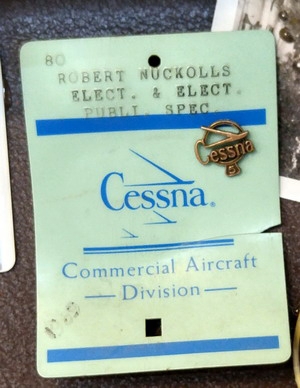 80
ROBERT NUCKOLLS
ELECT. & ELECT.
PUBLI. SPEC.
Cessna
5
Cessna®
Commercial Aircraft
— Division —